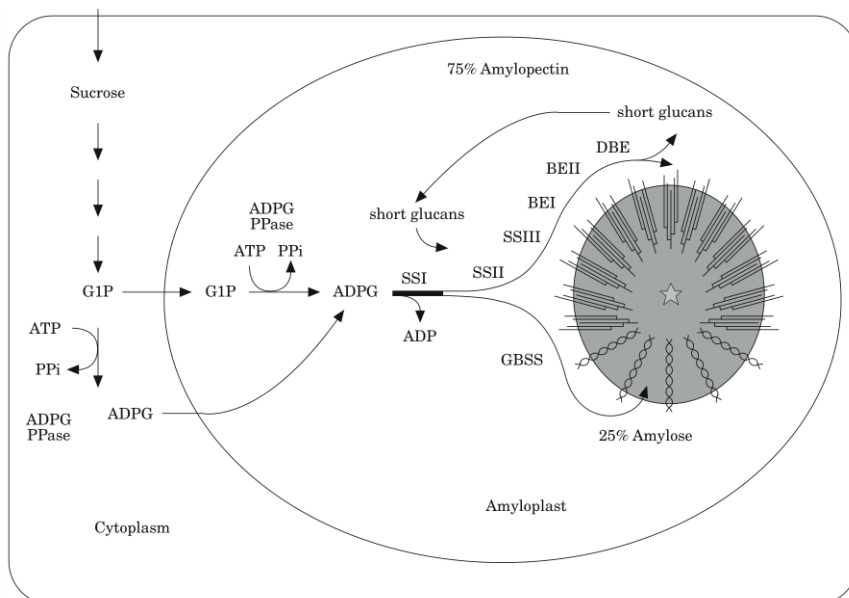 75% Amylopectin
Sucrose
short glucans
DBE
BEII
BEI
short glucans
ADPG
PPase
ATP PPi
SSIII
SSII
SSI
G1P
G1P
ADPG
ADP
ATP
PPi
GBSS
ADPG
PPase
ADPG
25% Amylose
Amyloplast
Cytoplasm